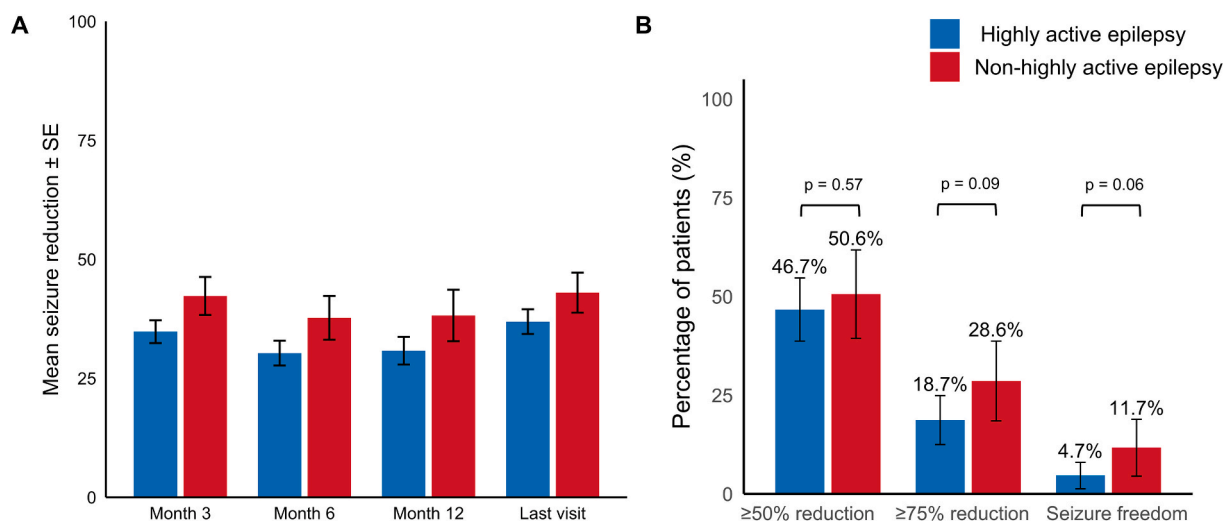 A
Mean seizure reduction ± SE
100
75
50
25
0
Month 3
Month 6
Month 12
Last visit
B
Highly active epilepsy
Non-highly active epilepsy
Percentage of patients (%)
100
75
50
25
0
p = 0.57
p = 0.09
p = 0.06
46.7%
50.6%
18.7%
28.6%
4.7%
11.7%
≥50% reduction
≥75% reduction
Seizure freedom